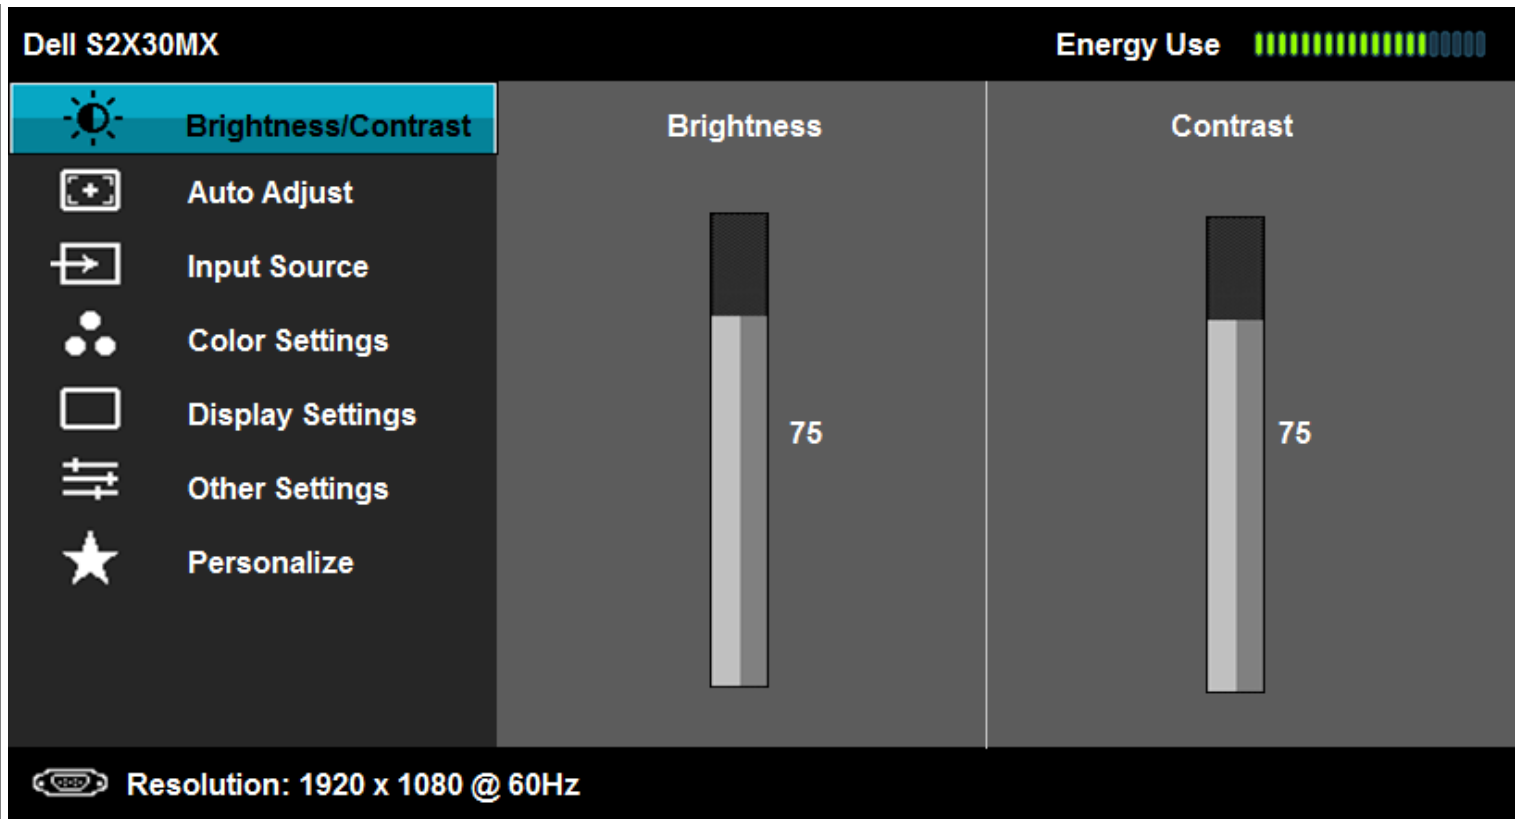 Dell S2X30MX
Energy Use
Brightness/Contrast
Auto Adjust
Input Source
Color Settings
Display Settings
Other Settings
Personalize
Brightness
75
Contrast
75
Resolution: 1920 x 1080 @ 60Hz